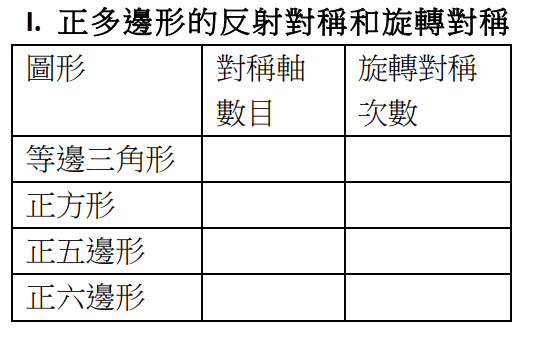 I. 正多邊形的反射對稱和旋轉對稱
圖形 對稱軸 旋轉對稱
數目 次數
等邊三角形
正方形
正五邊形
正六邊形